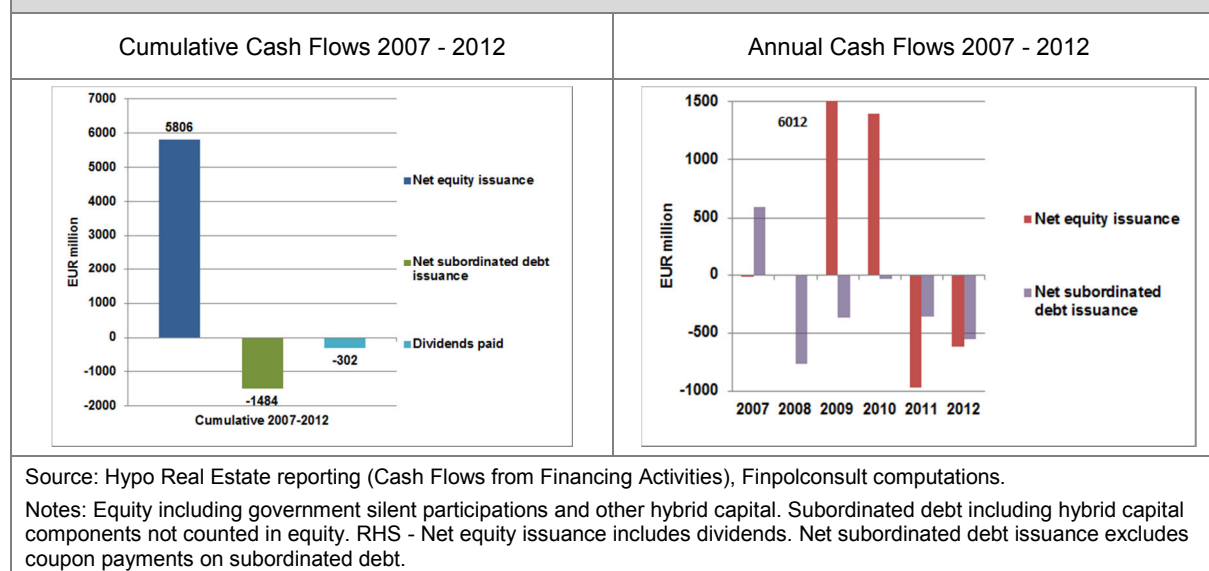 Cumulative Cash Flows 2007 - 2012
Annual Cash Flows 2007 - 2012
7000
6000
5000
4000
3000
2000
1000
0
-1000
-2000
EUR million
5806
-1484
-302
Cumulative 2007-2012
Net equity issuance
Net subordinated debt
issuance
Dividends paid
1500
1000
500
0
-500
-1000
EUR million
6012
2007 2008 2009 2010 2011 2012
Net equity issuance
Net subordinated
debt issuance
Source: Hypo Real Estate reporting (Cash Flows from Financing Activities), Finpolconsult computations.
Notes: Equity including government silent participations and other hybrid capital. Subordinated debt including hybrid capital
components not counted in equity. RHS - Net equity issuance includes dividends. Net subordinated debt issuance excludes
coupon payments on subordinated debt.